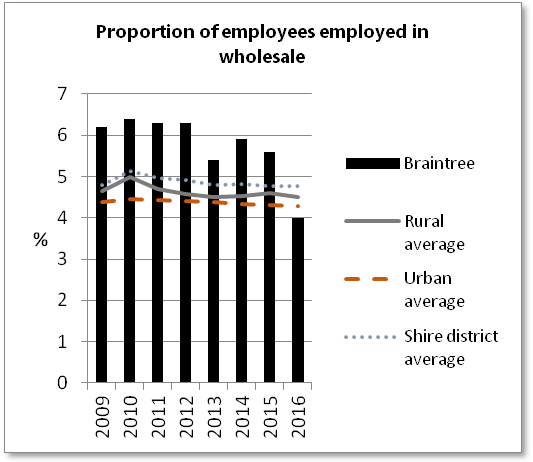 Proportion of employees employed in
wholesale
7
6
5
4
3
2
1
0
%
2009
2010
2011
2012
2013
2014
2015
2016
Braintree
Rural
average
Urban
average
Shire district
average